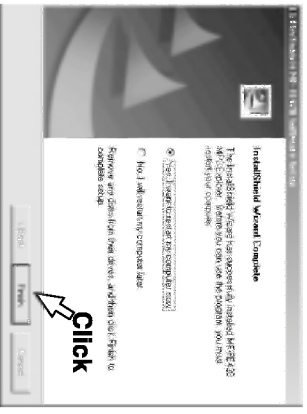 InstallShield Wizard Complete
The InstallShield Wizard has successfully installed
Before you can use the program, you must
restart your computer.
Yes, I want to restart my computer now.
No, I will restart my computer later.
Remove any disks from their drives, and then click Finish to
complete setup.
Finish
Cancel
Click